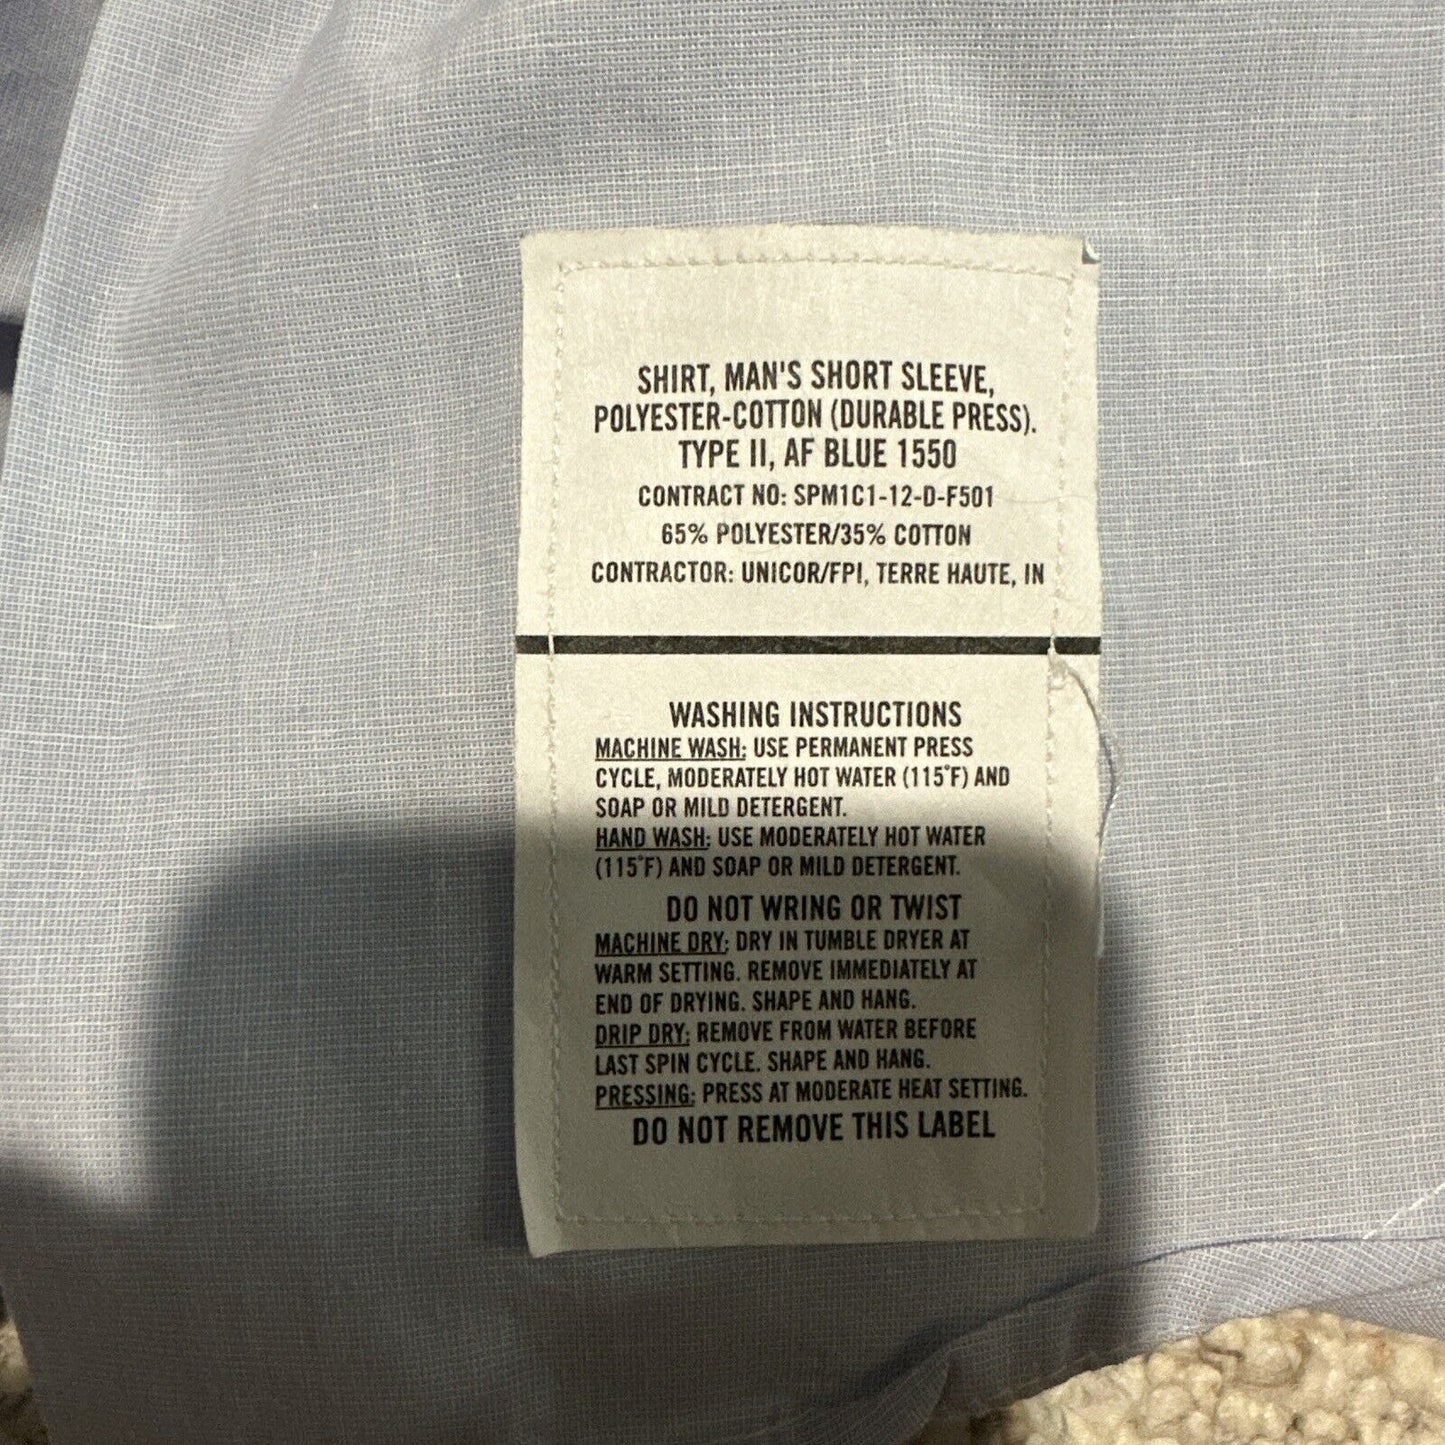 SHIRT, MAN'S SHORT SLEEVE,
POLYESTER-COTTON (DURABLE PRESS).
TYPE II, AF BLUE 1550
CONTRACT NO: SPM1C1-12-D-F501
65% POLYESTER/35% COTTON
CONTRACTOR: UNICOR/FPI, TERRE HAUTE, IN
WASHING INSTRUCTIONS
MACHINE WASH: USE PERMANENT PRESS
CYCLE, MODERATELY HOT WATER (115°F) AND
SOAP OR MILD DETERGENT.
HAND WASH: USE MODERATELY HOT WATER
(115°F) AND SOAP OR MILD DETERGENT.
DO NOT WRING OR TWIST
MACHINE DRY: DRY IN TUMBLE DRYER AT
WARM SETTING. REMOVE IMMEDIATELY AT
END OF DRYING. SHAPE AND HANG.
DRIP DRY: REMOVE FROM WATER BEFORE
LAST SPIN CYCLE. SHAPE AND HANG.
PRESSING: PRESS AT MODERATE HEAT SETTING.
DO NOT REMOVE THIS LABEL